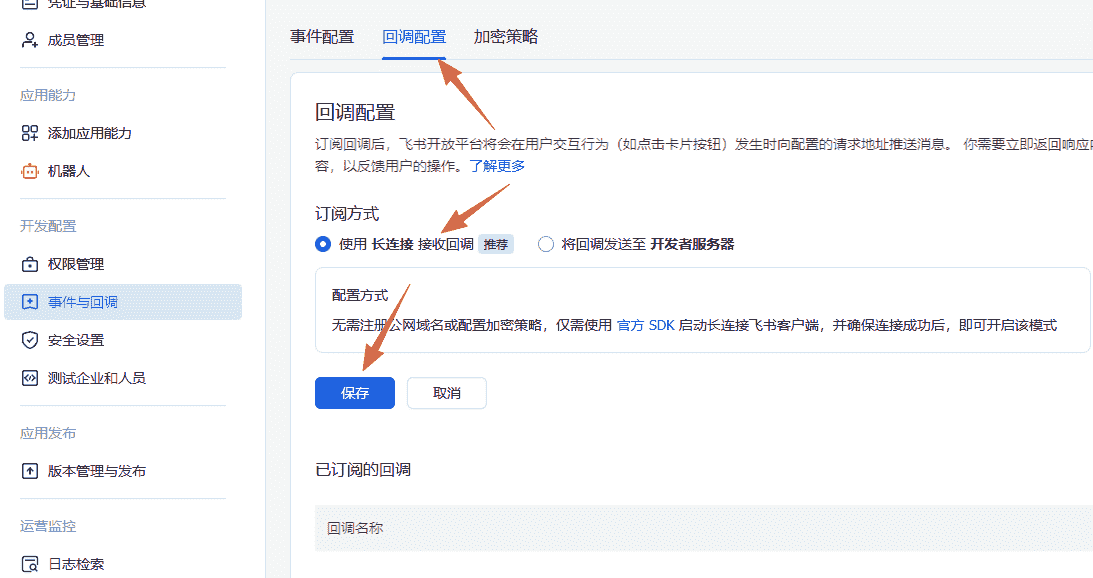 凭证与基础信息
成员管理
应用能力
添加应用能力
机器人
开发配置
权限管理
事件与回调
安全设置
测试企业和人员
应用发布
版本管理与发布
运营监控
日志检索
事件配置 回调配置 加密策略
回调配置
订阅回调后，飞书开放平台将会在用户交互行为（如点击卡片按钮）发生时向配置的请求地址推送消息。 你需要立即返回响应
容，以反馈用户的操作。了解更多
订阅方式
使用 长连接 接收回调 推荐 将回调发送至 开发者服务器
配置方式
无需注册公网域名或配置加密策略，仅需使用 官方 SDK 启动长连接飞书客户端，并确保连接成功后，即可开启该模式
保存 取消
已订阅的回调
回调名称